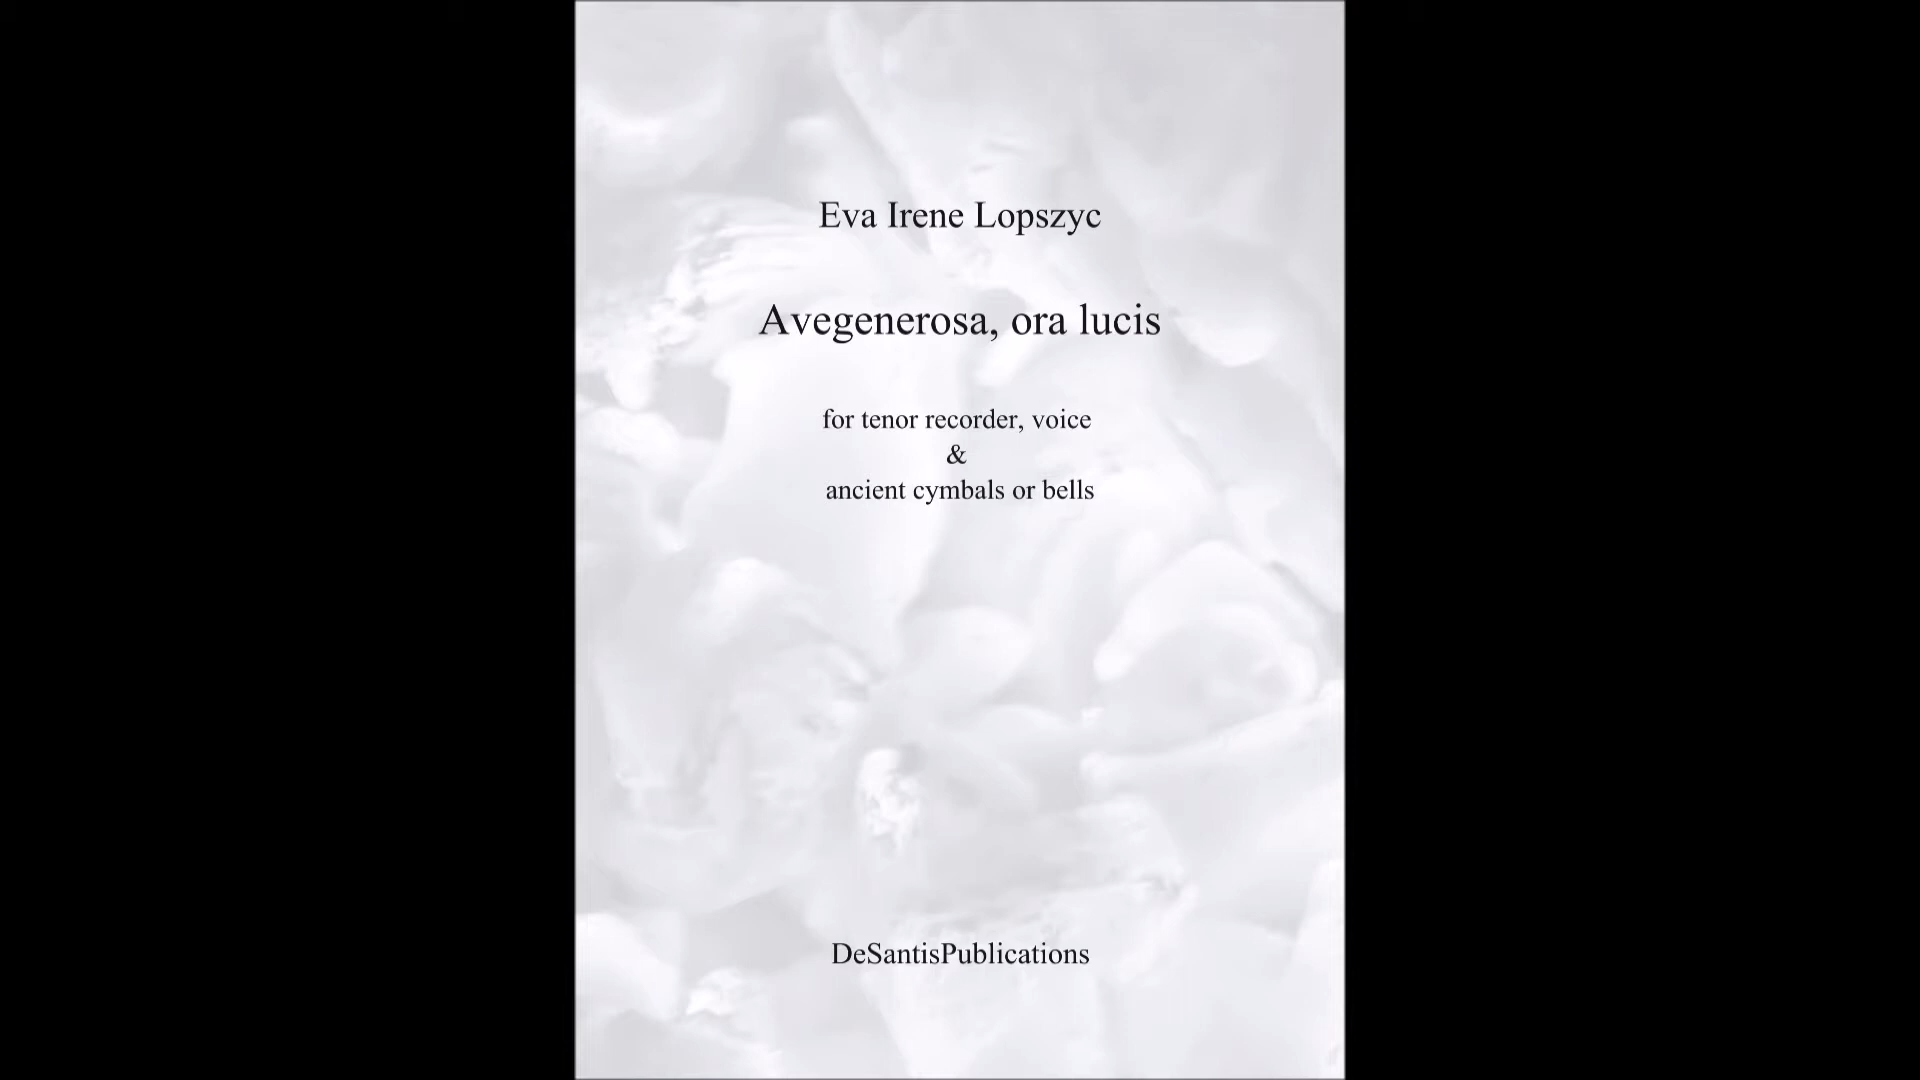 Eva Irene Lopszyc
Avegenerosa, ora lucis
for tenor recorder, voice
&
ancient cymbals or bells
DeSantisPublications